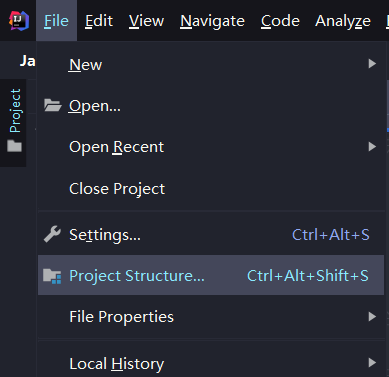 IJ
File Edit View Navigate Code Analyze
Ja
Project
New
Open...
Open Recent
Close Project
Settings... Ctrl+Alt+S
Project Structure... Ctrl+Alt+Shift+S
File Properties
Local History